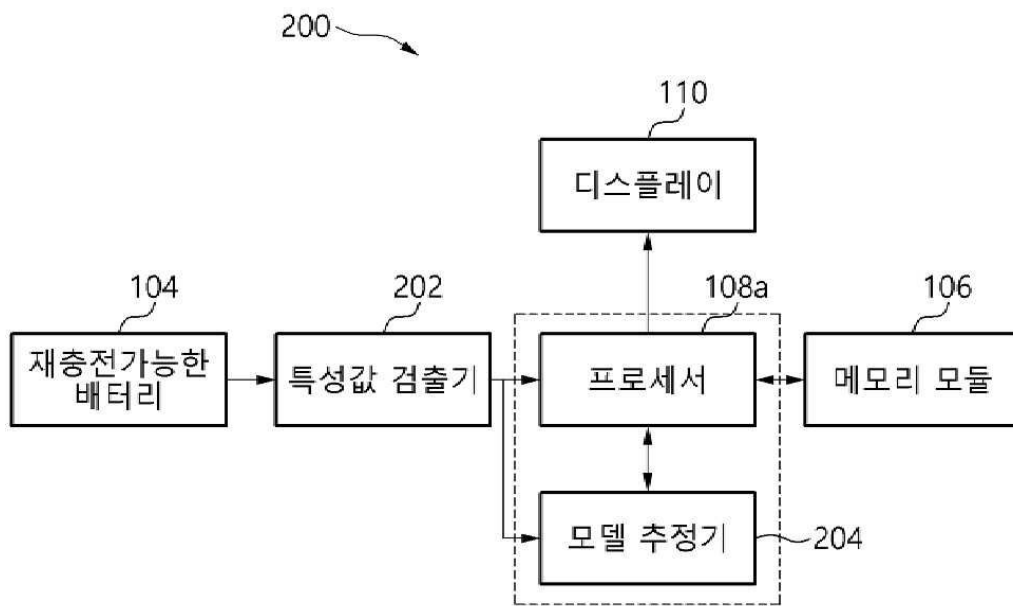 200
110
디스플레이
104
202
108a
106
재충전가능한
배터리
특성값 검출기
프로세서
메모리 모듈
모델 추정기
204